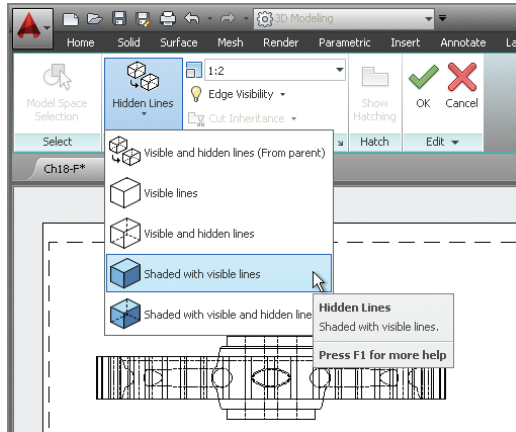 3D Modeling
Home Solid Surface Mesh Render Parametric Insert Annotate La
Model Space Selection
Hidden Lines
1:2
Edge Visibility
Cut Inheritance
Show Hatching
OK Cancel
Select Hatch Edit
Ch18-F*
Visible and hidden lines (From parent)
Visible lines
Visible and hidden lines
Shaded with visible lines
Shaded with visible and hidden line
Hidden Lines
Shaded with visible lines.
Press F1 for more help